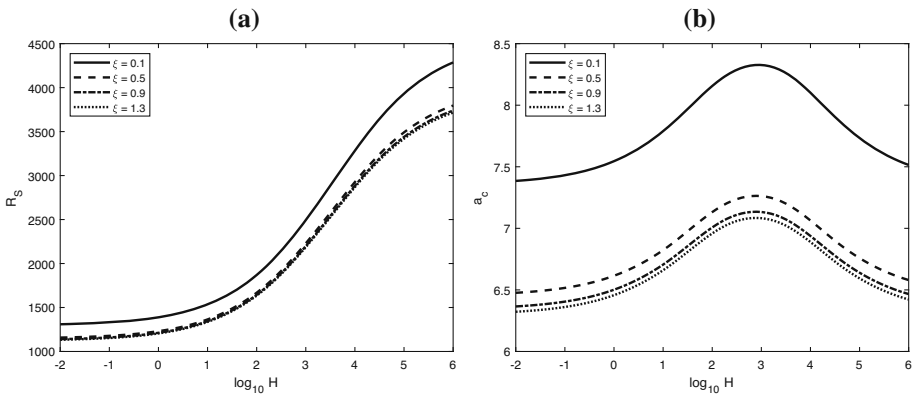 (a)
4500
4000
3500
3000
2500
2000
1500
1000
R_S
-2 -1 0 1 2 3 4 5 6
log10 H
ξ = 0.1
ξ = 0.5
ξ = 0.9
ξ = 1.3
(b)
8.5
8
7.5
7
6.5
6
a_c
-2 -1 0 1 2 3 4 5 6
log10 H
ξ = 0.1
ξ = 0.5
ξ = 0.9
ξ = 1.3